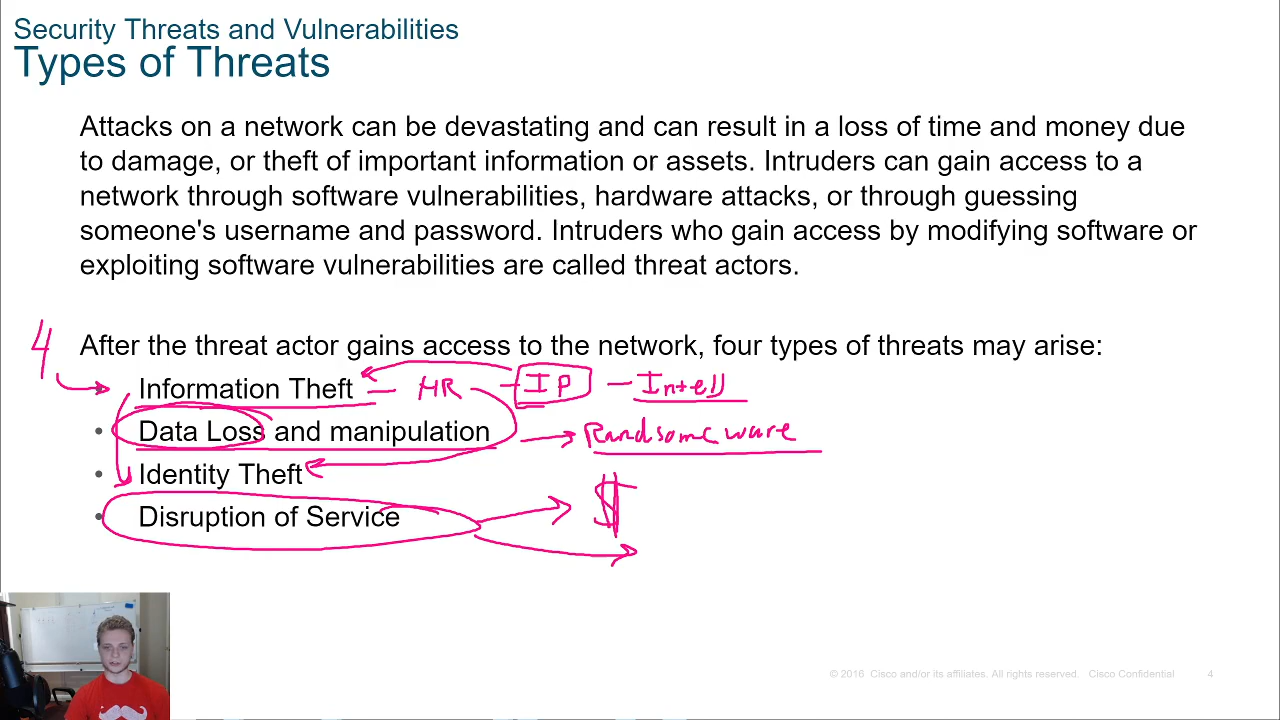 Security Threats and Vulnerabilities
Types of Threats
Attacks on a network can be devastating and can result in a loss of time and money due
to damage, or theft of important information or assets. Intruders can gain access to a
network through software vulnerabilities, hardware attacks, or through guessing
someone's username and password. Intruders who gain access by modifying software or
exploiting software vulnerabilities are called threat actors.
4 After the threat actor gains access to the network, four types of threats may arise:
Information Theft — HR — IP — Intell
• Data Loss and manipulation → Randsomeware
• Identity Theft
• Disruption of Service → $
© 2016 Cisco and/or its affiliates. All rights reserved. Cisco Confidential 4